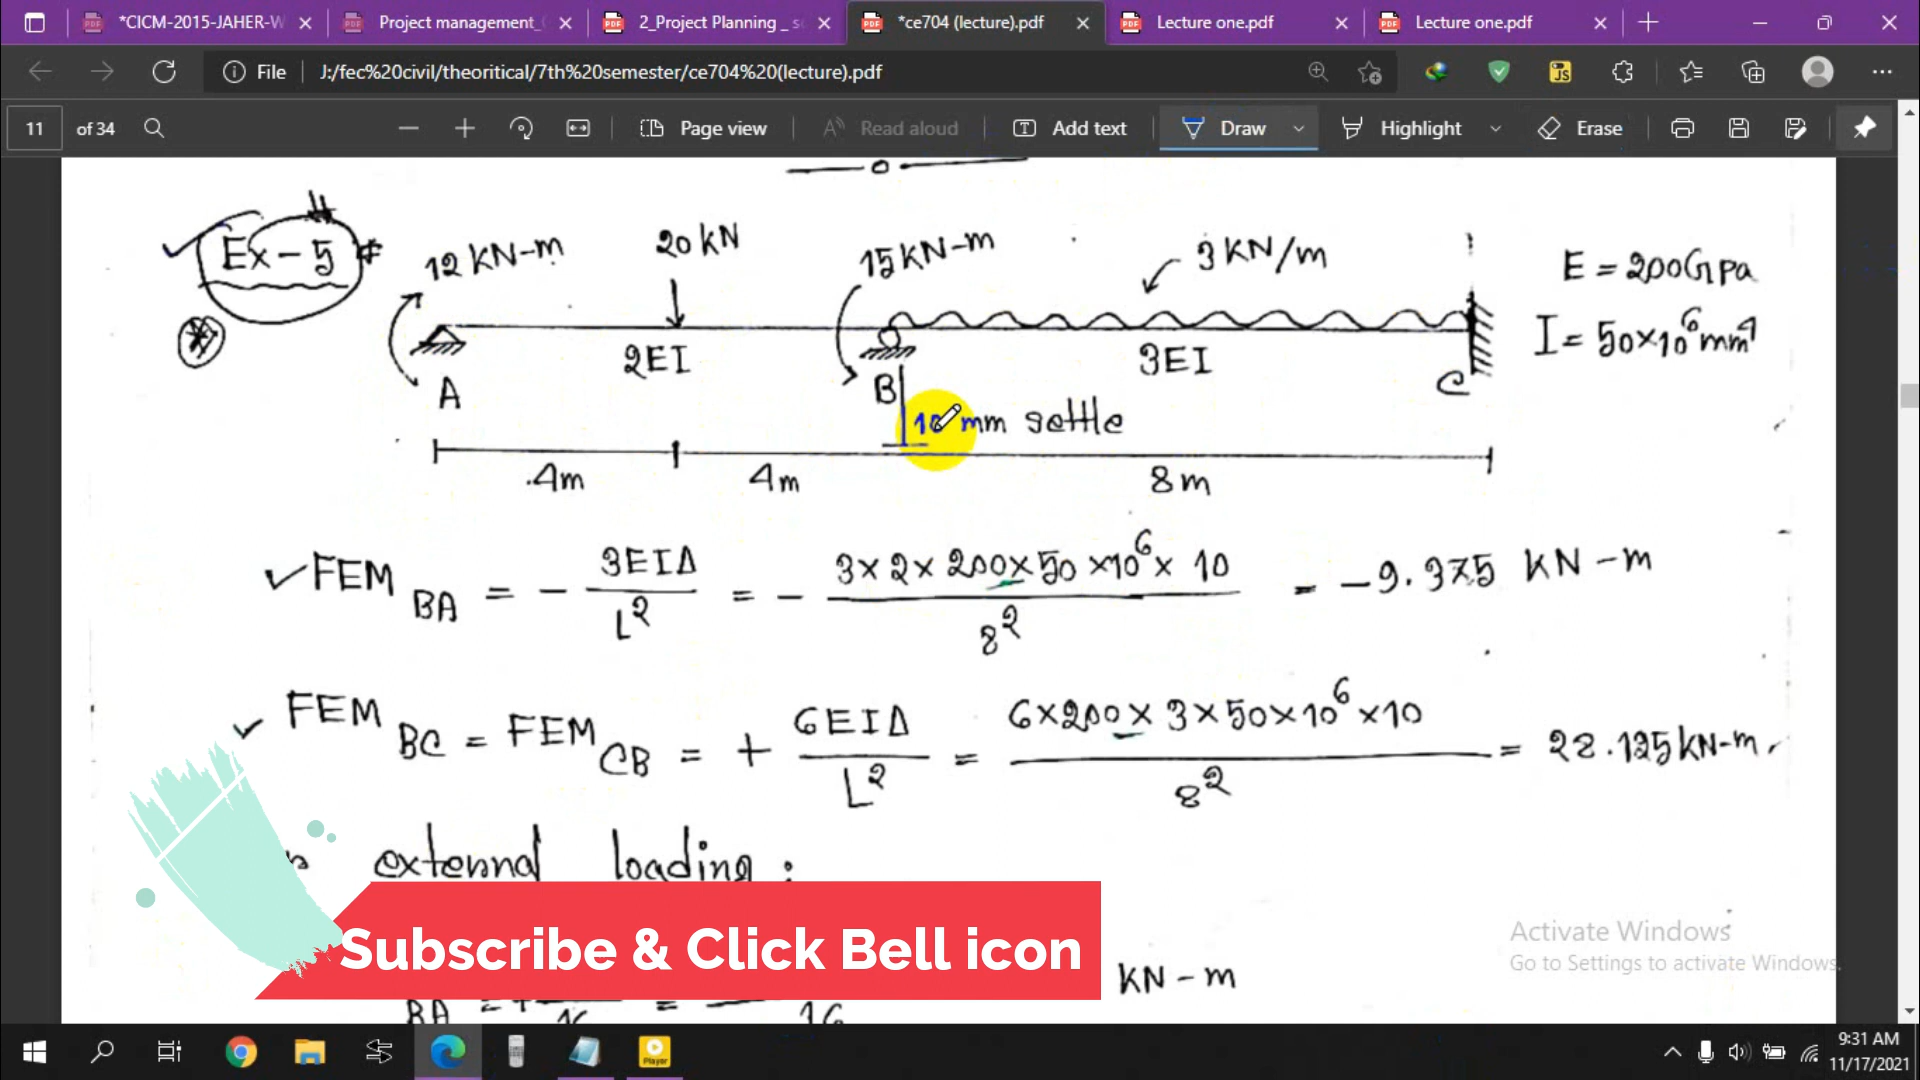 *CICM-2015-JAHER-W
Project management_
2_Project Planning _ s
*ce704 (lecture).pdf
Lecture one.pdf
Lecture one.pdf
File
J:/fec%20civil/theoritical/7th%20semester/ce704%20(lecture).pdf
11 of 34
Page view
Read aloud
Add text
Draw
Highlight
Erase
Ex-5
12 KN-m
20 KN
15 KN-m
3 KN/m
E = 200GPa
2EI
3EI
I = 50×10⁶mm⁴
A
B
C
10 mm settle
4m
4m
8m
FEM BA = - 3EIΔ / L² = - 3×2×200×50×10⁶×10 / 8² = -9.375 KN-m
FEM BC = FEM CB = + 6EIΔ / L² = 6×200×3×50×10⁶×10 / 8² = 28.125 KN-m.
external loading :
Subscribe & Click Bell icon
KN-m
BA = + = 16
Activate Windows
Go to Settings to activate Windows.
Player
9:31 AM
11/17/2021